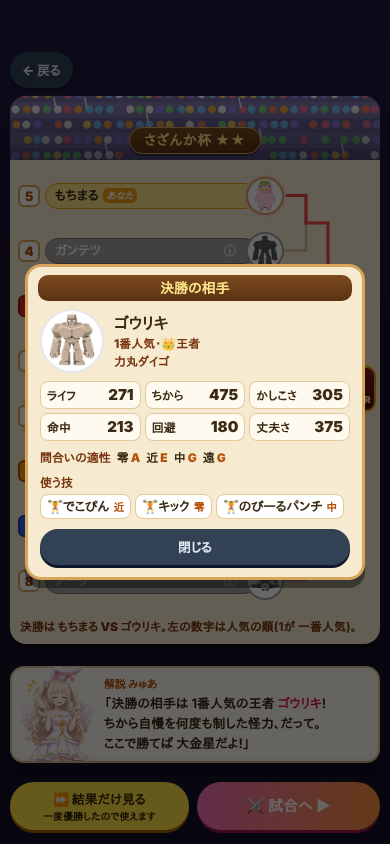 ← 戻る
さざんか杯 ★★
5 もちまる あなた
4 ガンテツ ⓘ
決勝の相手
ゴウリキ
1番人気・👑王者
力丸ダイゴ
ライフ 271 ちから 475 かしこさ 305
命中 213 回避 180 丈夫さ 375
間合いの適性 零 A 近 E 中 G 遠 G
使う技
🏋でこぴん 近 🏋キック 零 🏋のびーるパンチ 中
閉じる
8
決勝は もちまる VS ゴウリキ。左の数字は人気の順(1が 一番人気)。
解説 みゅあ
「決勝の相手は 1番人気の王者 ゴウリキ!
ちから自慢を何度も制した怪力、だって。
ここで勝てば 大金星だよ!」
⏩ 結果だけ見る
一度優勝したので使えます
⚔ 試合へ ▶